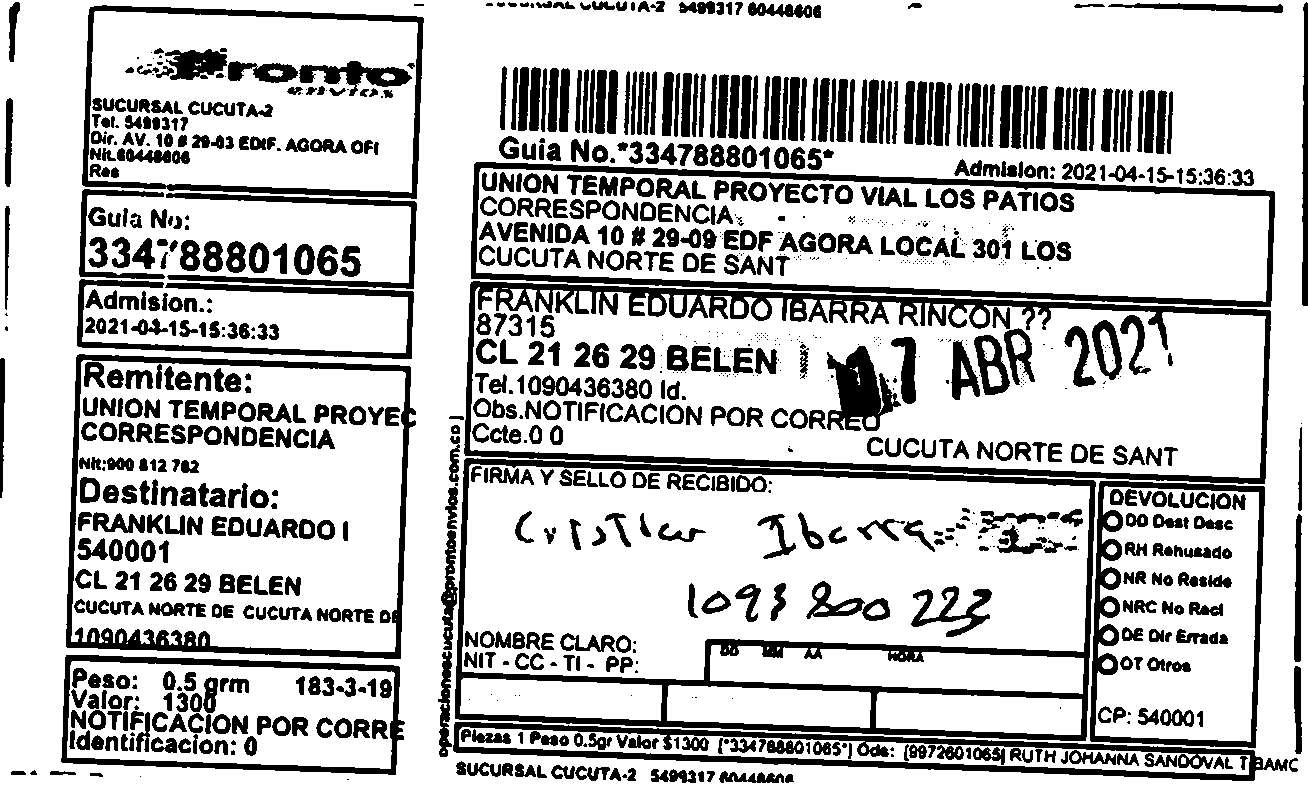 SUCURSAL CUCUTA-2 5499317 60448606
Pronto
envios
SUCURSAL CUCUTA-2
Tel. 5499317
Dir. AV. 10 # 29-03 EDIF. AGORA OFI
Nit.60448606
Res
Guia No:
334788801065
Admision.:
2021-04-15-15:36:33
Remitente:
UNION TEMPORAL PROYEC
CORRESPONDENCIA
Nit:900 812 782
Destinatario:
FRANKLIN EDUARDO I
540001
CL 21 26 29 BELEN
CUCUTA NORTE DE CUCUTA NORTE DE
1090436380
Peso: 0.5 grm 183-3-19
Valor: 1300
NOTIFICACION POR CORRE
Identificacion: 0
Guia No.*334788801065*
Admision: 2021-04-15-15:36:33
UNION TEMPORAL PROYECTO VIAL LOS PATIOS
CORRESPONDENCIA
AVENIDA 10 # 29-09 EDF AGORA LOCAL 301 LOS
CUCUTA NORTE DE SANT
FRANKLIN EDUARDO IBARRA RINCON ??
87315
CL 21 26 29 BELEN
17 ABR 2021
Tel.1090436380 Id.
Obs.NOTIFICACION POR CORREO
Ccte.0 0
CUCUTA NORTE DE SANT
operacionescucuta@prontoenvios.com.co
FIRMA Y SELLO DE RECIBIDO:
Cristian Ibarra
1093800223
NOMBRE CLARO:
NIT - CC - TI - PP:
DD MM AA HORA
DEVOLUCION
DD Dest Desc
RH Rehusado
NR No Reside
NRC No Recl
DE Dir Errada
OT Otros
CP: 540001
Piezas 1 Peso 0.5gr Valor $1300 [*334788801065*] Ods: [9972601065] RUTH JOHANNA SANDOVAL TIBAMO
SUCURSAL CUCUTA-2 5499317 60448606